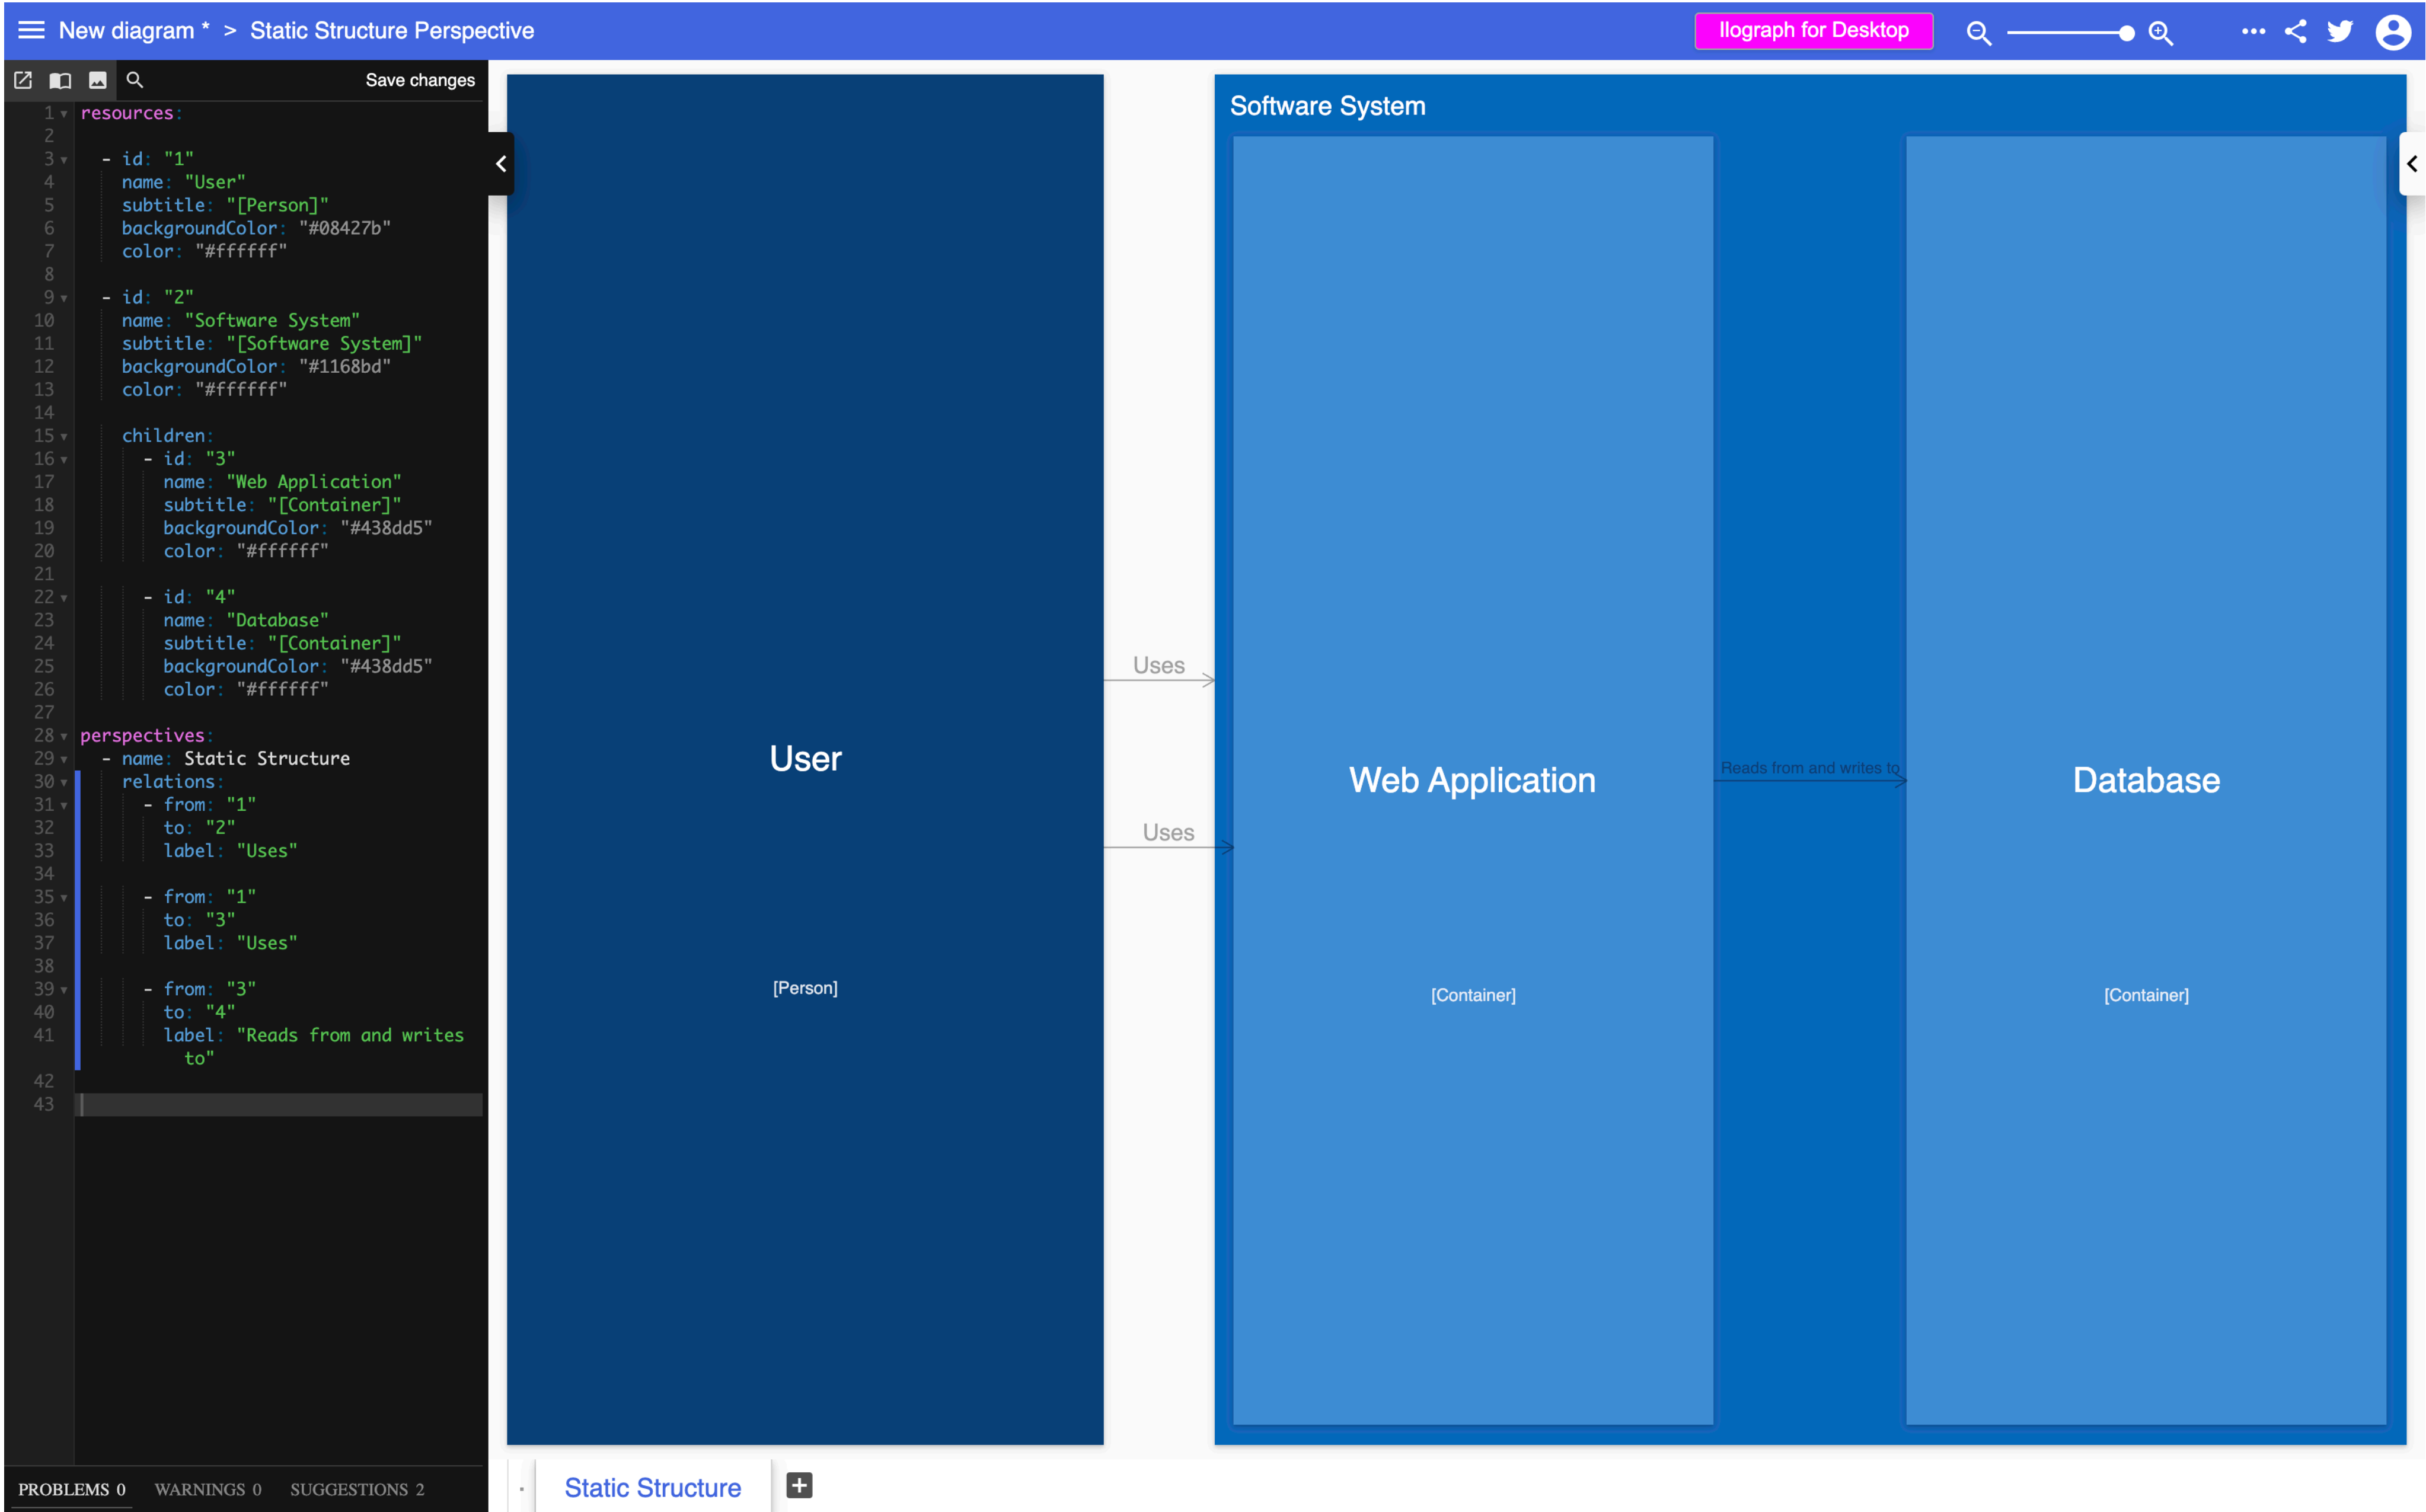 New diagram * > Static Structure Perspective
Ilograph for Desktop
Save changes
1 resources:
2
3 - id: "1"
4 name: "User"
5 subtitle: "[Person]"
6 backgroundColor: "#08427b"
7 color: "#ffffff"
8
9 - id: "2"
10 name: "Software System"
11 subtitle: "[Software System]"
12 backgroundColor: "#1168bd"
13 color: "#ffffff"
14
15 children:
16 - id: "3"
17 name: "Web Application"
18 subtitle: "[Container]"
19 backgroundColor: "#438dd5"
20 color: "#ffffff"
21
22 - id: "4"
23 name: "Database"
24 subtitle: "[Container]"
25 backgroundColor: "#438dd5"
26 color: "#ffffff"
27
28 perspectives:
29 - name: Static Structure
30 relations:
31 - from: "1"
32 to: "2"
33 label: "Uses"
34
35 - from: "1"
36 to: "3"
37 label: "Uses"
38
39 - from: "3"
40 to: "4"
41 label: "Reads from and writes
to"
42
43
PROBLEMS 0 WARNINGS 0 SUGGESTIONS 2
User
[Person]
Uses
Uses
Software System
Web Application
[Container]
Reads from and writes to
Database
[Container]
Static Structure